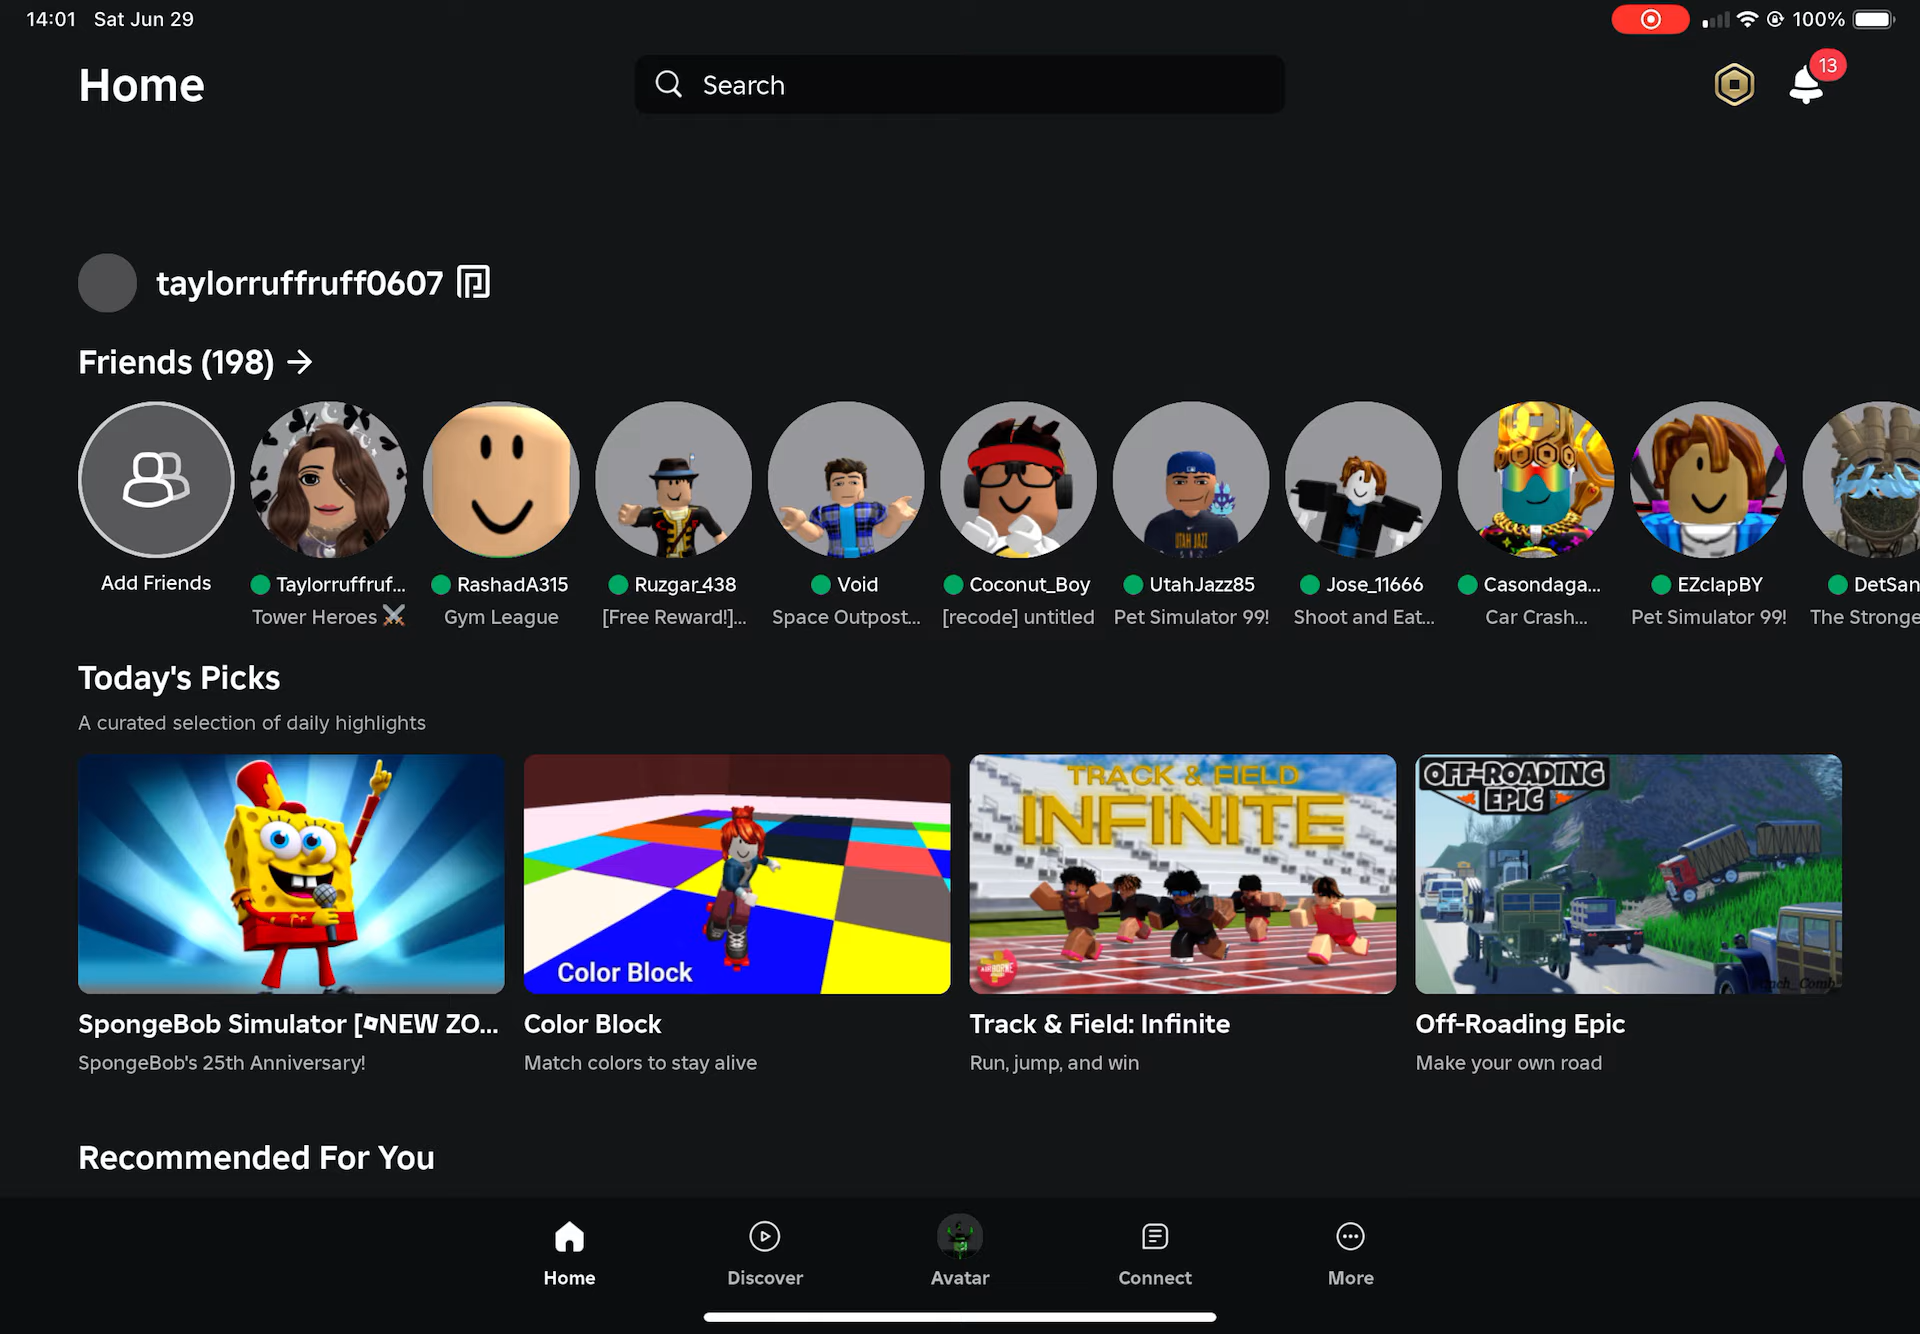 14:01 Sat Jun 29
100%
Home
Search
13
taylorruffruff0607
Friends (198) →
Add Friends
Taylorruffruf...
Tower Heroes ⚔️
RashadA315
Gym League
Ruzgar_438
[Free Reward!]...
Void
Space Outpost...
Coconut_Boy
[recode] untitled
UtahJazz85
Pet Simulator 99!
Jose_11666
Shoot and Eat...
Casondaga...
Car Crash...
EZclapBY
Pet Simulator 99!
DetSan
The Stronge
UTAH JAZZ
Today's Picks
A curated selection of daily highlights
Color Block
TRACK & FIELD
INFINITE
AIRBORNE
OFF-ROADING
EPIC
SpongeBob Simulator [NEW ZO...
SpongeBob's 25th Anniversary!
Color Block
Match colors to stay alive
Track & Field: Infinite
Run, jump, and win
Off-Roading Epic
Make your own road
Recommended For You
Home
Discover
Avatar
Connect
More